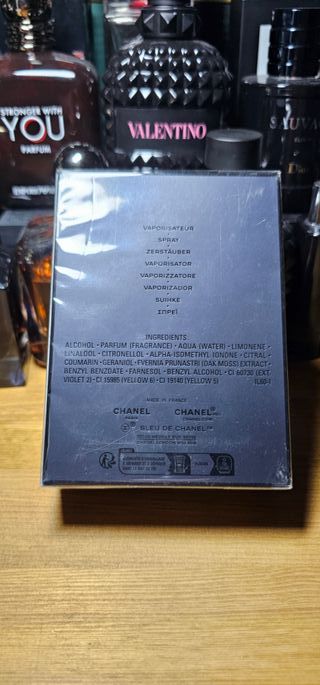 STRONGER WITH
YOU
PARFUM
VALENTINO
SAUVA
Dior
VAPORISATEUR
SPRAY
ZERSTÄUBER
VAPORISATOR
VAPORIZZATORE
VAPORIZADOR
SUIHKE
ΣΠΡΕΪ
INGREDIENTS:
ALCOHOL • PARFUM (FRAGRANCE) • AQUA (WATER) • LIMONENE •
LINALOOL • CITRONELLOL • ALPHA-ISOMETHYL IONONE • CITRAL •
COUMARIN • GERANIOL • EVERNIA PRUNASTRI (OAK MOSS) EXTRACT •
BENZYL BENZOATE • FARNESOL • BENZYL ALCOHOL • CI 60730 (EXT.
VIOLET 2) • CI 15985 (YELLOW 6) • CI 19140 (YELLOW 5)
MADE IN FRANCE
CHANEL CHANEL
PARIS
BLEU DE CHANEL